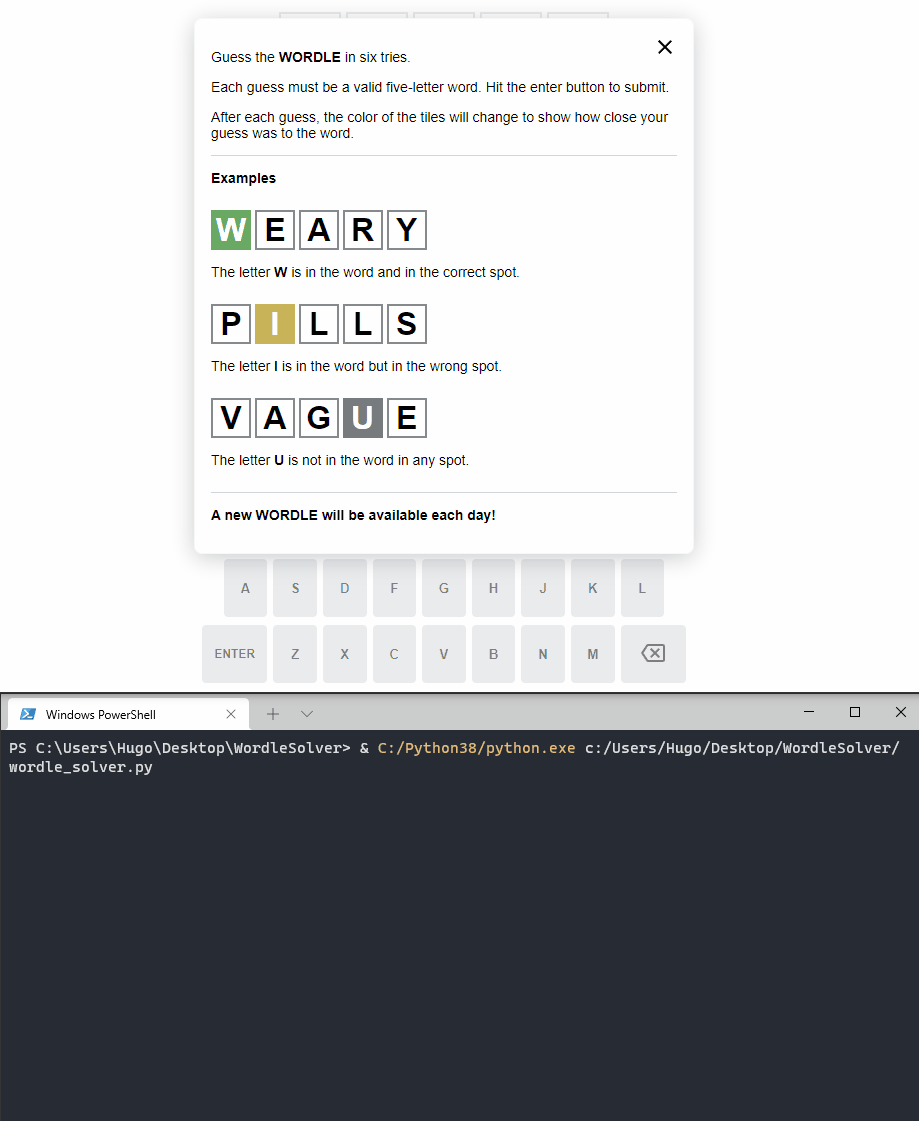 Guess the WORDLE in six tries.
Each guess must be a valid five-letter word. Hit the enter button to submit.
After each guess, the color of the tiles will change to show how close your
guess was to the word.
Examples
W E A R Y
The letter W is in the word and in the correct spot.
P I L L S
The letter I is in the word but in the wrong spot.
V A G U E
The letter U is not in the word in any spot.
A new WORDLE will be available each day!
A S D F G H J K L
ENTER Z X C V B N M
Windows PowerShell
PS C:\Users\Hugo\Desktop\WordleSolver> & C:/Python38/python.exe c:/Users/Hugo/Desktop/WordleSolver/
wordle_solver.py